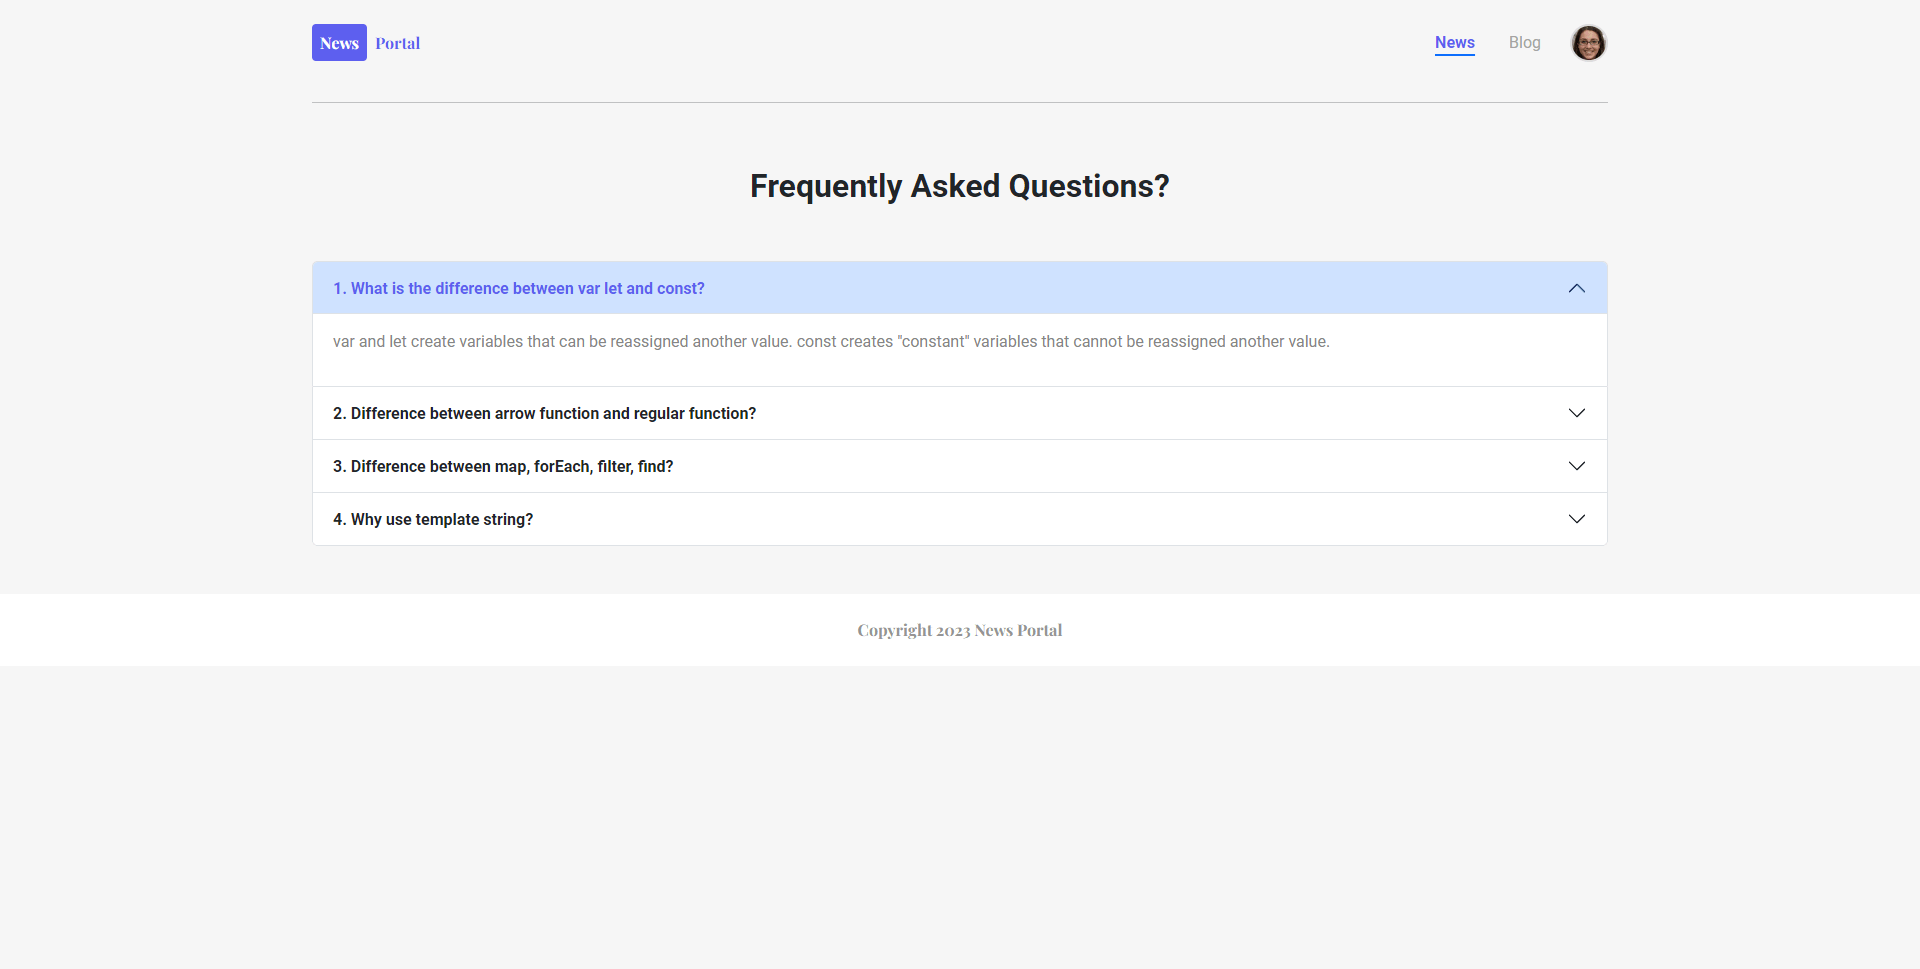 News Portal
News Blog
Frequently Asked Questions?
1. What is the difference between var let and const?
var and let create variables that can be reassigned another value. const creates "constant" variables that cannot be reassigned another value.
2. Difference between arrow function and regular function?
3. Difference between map, forEach, filter, find?
4. Why use template string?
Copyright 2023 News Portal